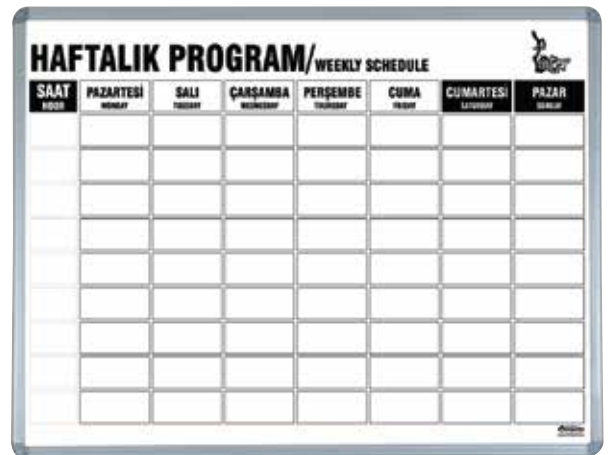 HAFTALIK PROGRAM/WEEKLY SCHEDULE
SAAT PAZARTESİ SALI ÇARŞAMBA PERŞEMBE CUMA CUMARTESİ PAZAR
HOUR MONDAY TUESDAY WEDNESDAY THURSDAY FRIDAY SATURDAY SUNDAY